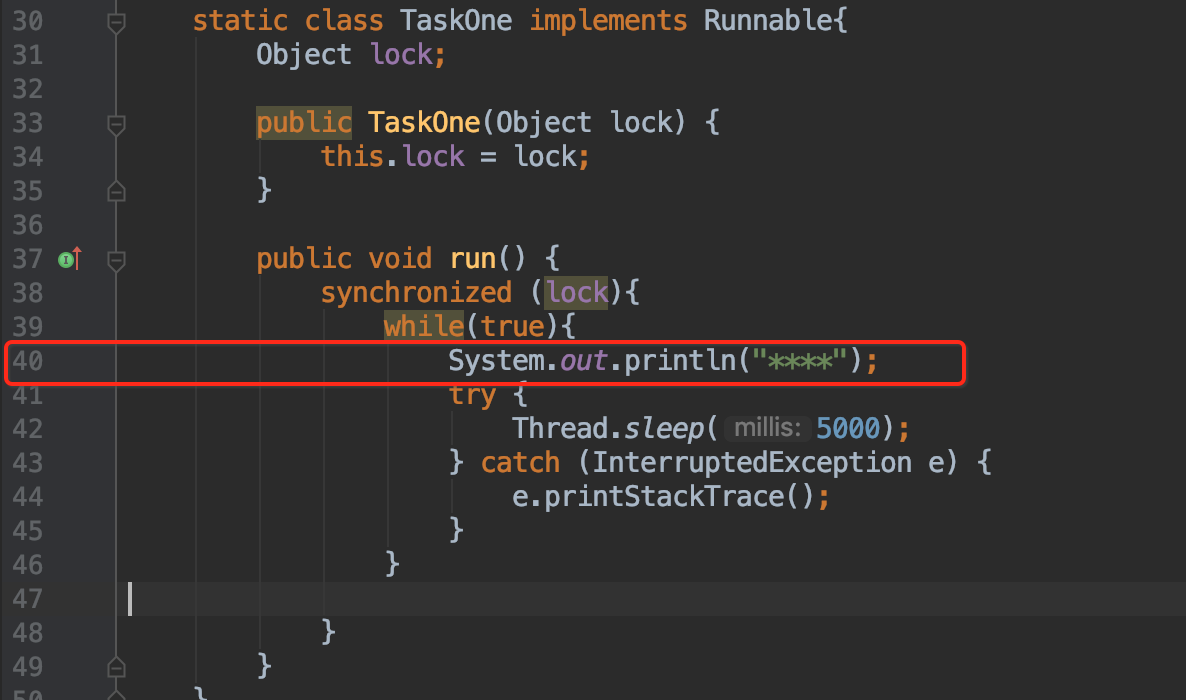 30 static class TaskOne implements Runnable{
31 Object lock;
32
33 public TaskOne(Object lock) {
34 this.lock = lock;
35 }
36
37 public void run() {
38 synchronized (lock){
39 while(true){
40 System.out.println("****");
41 try {
42 Thread.sleep( millis: 5000);
43 } catch (InterruptedException e) {
44 e.printStackTrace();
45 }
46 }
47
48 }
49 }
50 }